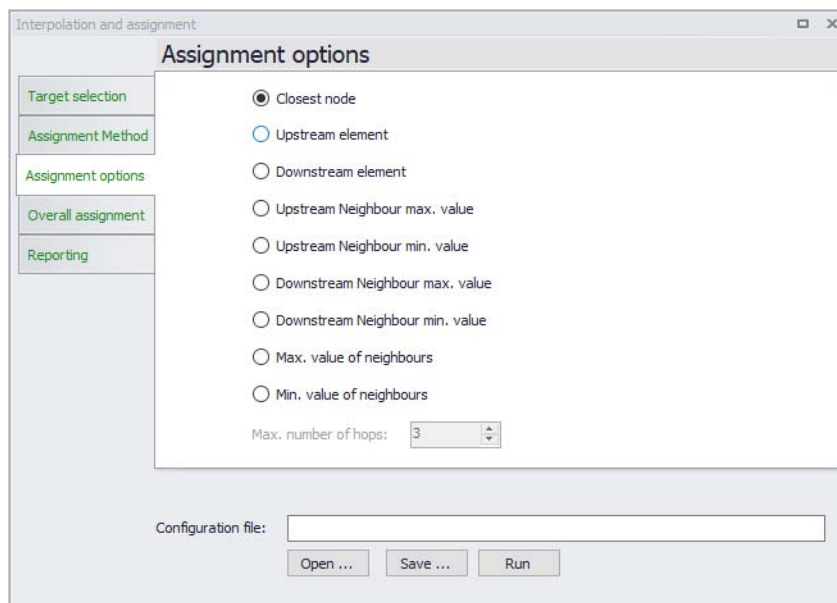 Interpolation and assignment
Assignment options
Target selection
Assignment Method
Assignment options
Overall assignment
Reporting
Closest node
Upstream element
Downstream element
Upstream Neighbour max. value
Upstream Neighbour min. value
Downstream Neighbour max. value
Downstream Neighbour min. value
Max. value of neighbours
Min. value of neighbours
Max. number of hops: 3
Configuration file:
Open ... Save ... Run